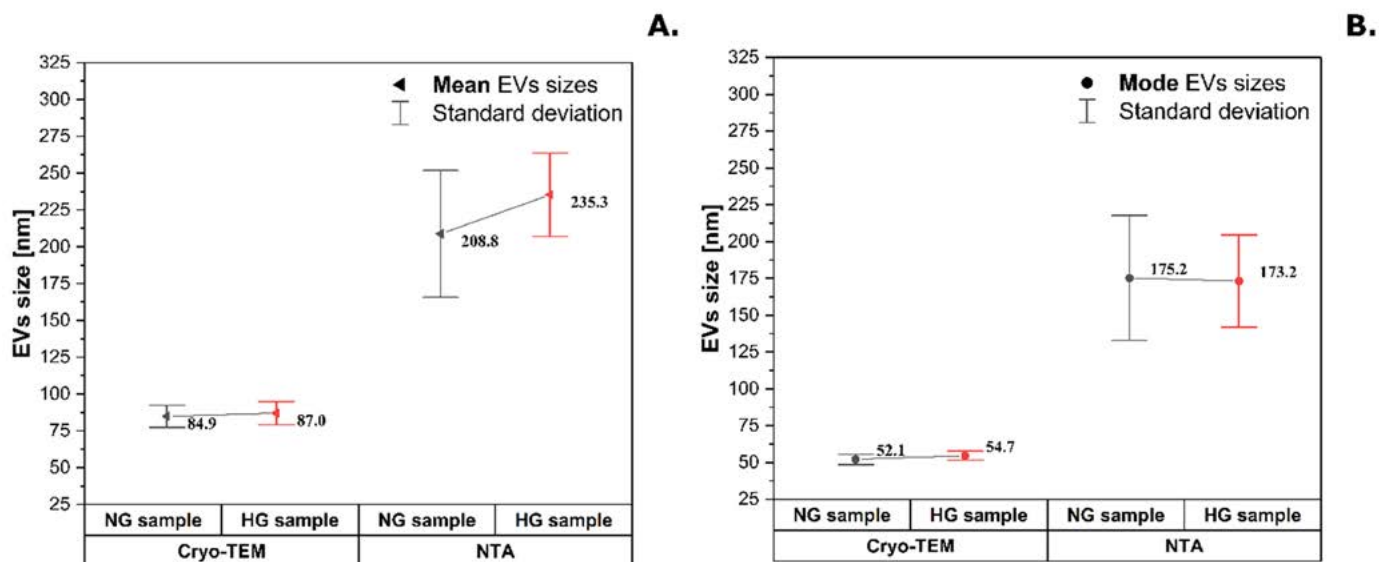 A.
325
300
275
250
225
200
175
150
125
100
75
50
25
EVs size [nm]
Mean EVs sizes
Standard deviation
84.9
87.0
208.8
235.3
NG sample HG sample NG sample HG sample
Cryo-TEM NTA
B.
325
300
275
250
225
200
175
150
125
100
75
50
25
EVs size [nm]
Mode EVs sizes
Standard deviation
52.1
54.7
175.2
173.2
NG sample HG sample NG sample HG sample
Cryo-TEM NTA